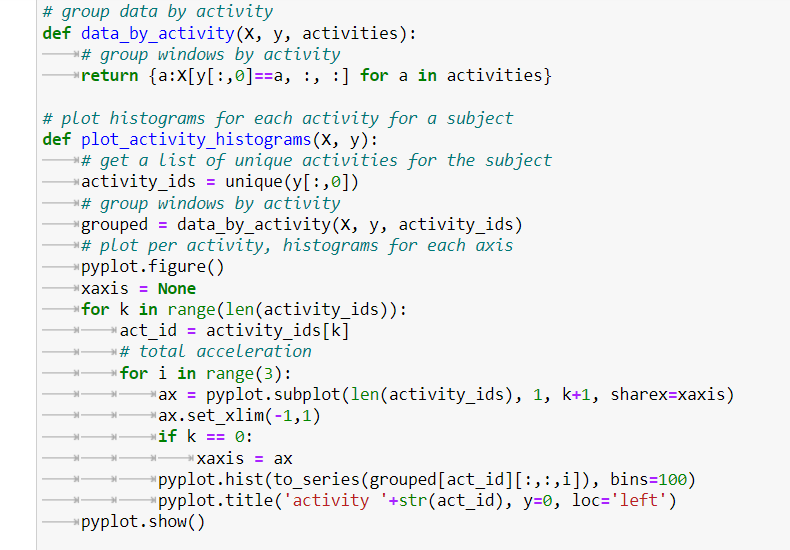 # group data by activity
def data_by_activity(X, y, activities):
	# group windows by activity
	return {a:X[y[:,0]==a, :, :] for a in activities}

# plot histograms for each activity for a subject
def plot_activity_histograms(X, y):
	# get a list of unique activities for the subject
	activity_ids = unique(y[:,0])
	# group windows by activity
	grouped = data_by_activity(X, y, activity_ids)
	# plot per activity, histograms for each axis
	pyplot.figure()
	xaxis = None
	for k in range(len(activity_ids)):
		act_id = activity_ids[k]
		# total acceleration
		for i in range(3):
			ax = pyplot.subplot(len(activity_ids), 1, k+1, sharex=xaxis)
			ax.set_xlim(-1,1)
			if k == 0:
				xaxis = ax
			pyplot.hist(to_series(grouped[act_id][:,:,i]), bins=100)
			pyplot.title('activity '+str(act_id), y=0, loc='left')
	pyplot.show()